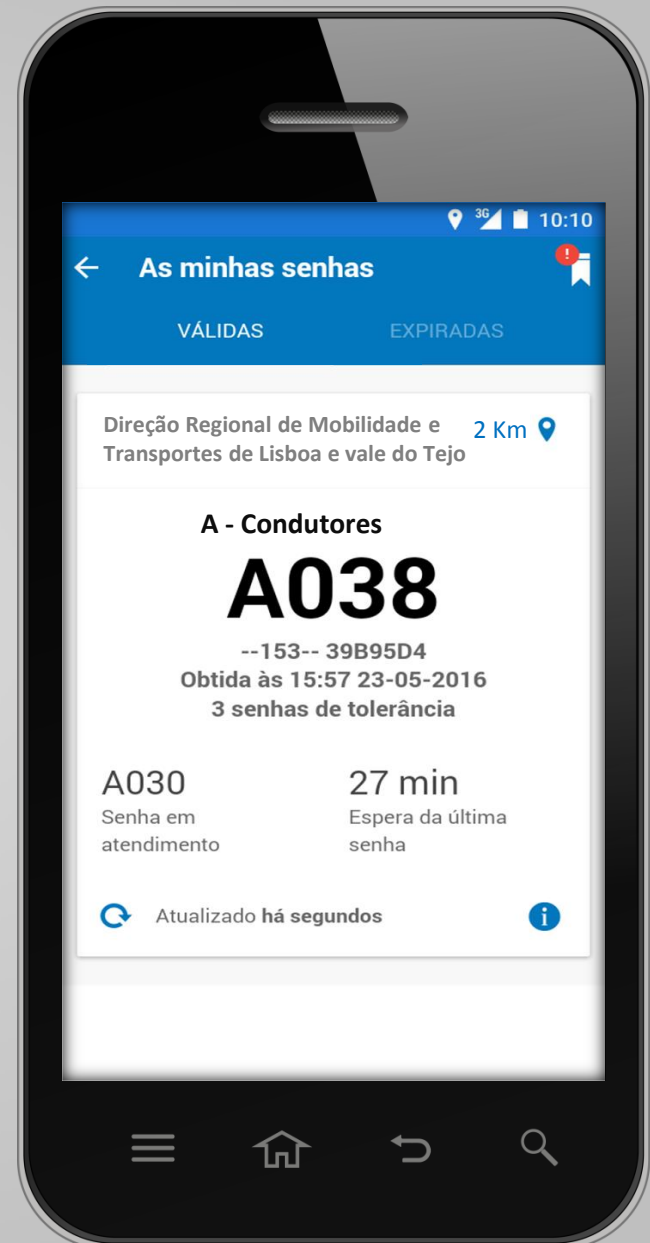 3G 10:10
As minhas senhas
!
VÁLIDAS EXPIRADAS
Direção Regional de Mobilidade e
Transportes de Lisboa e vale do Tejo
2 Km
A - Condutores
A038
--153-- 39B95D4
Obtida às 15:57 23-05-2016
3 senhas de tolerância
A030 27 min
Senha em Espera da última
atendimento senha
Atualizado há segundos
i